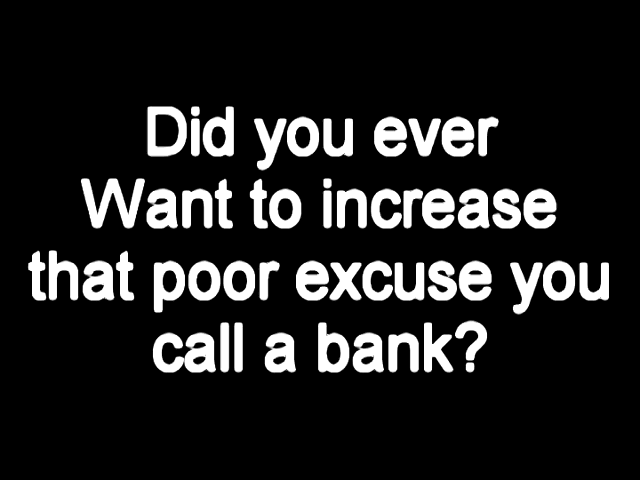 Did you ever
Want to increase
that poor excuse you
call a bank?